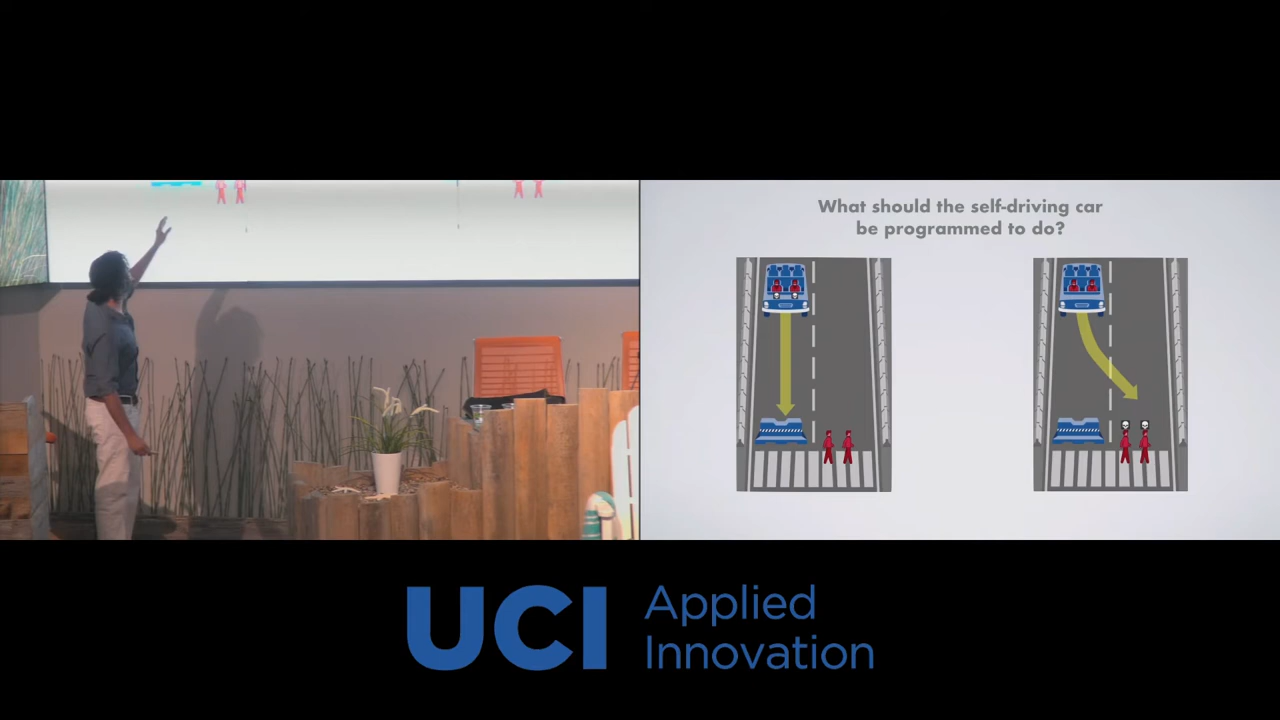 What should the self-driving car
be programmed to do?
UCI Applied
Innovation